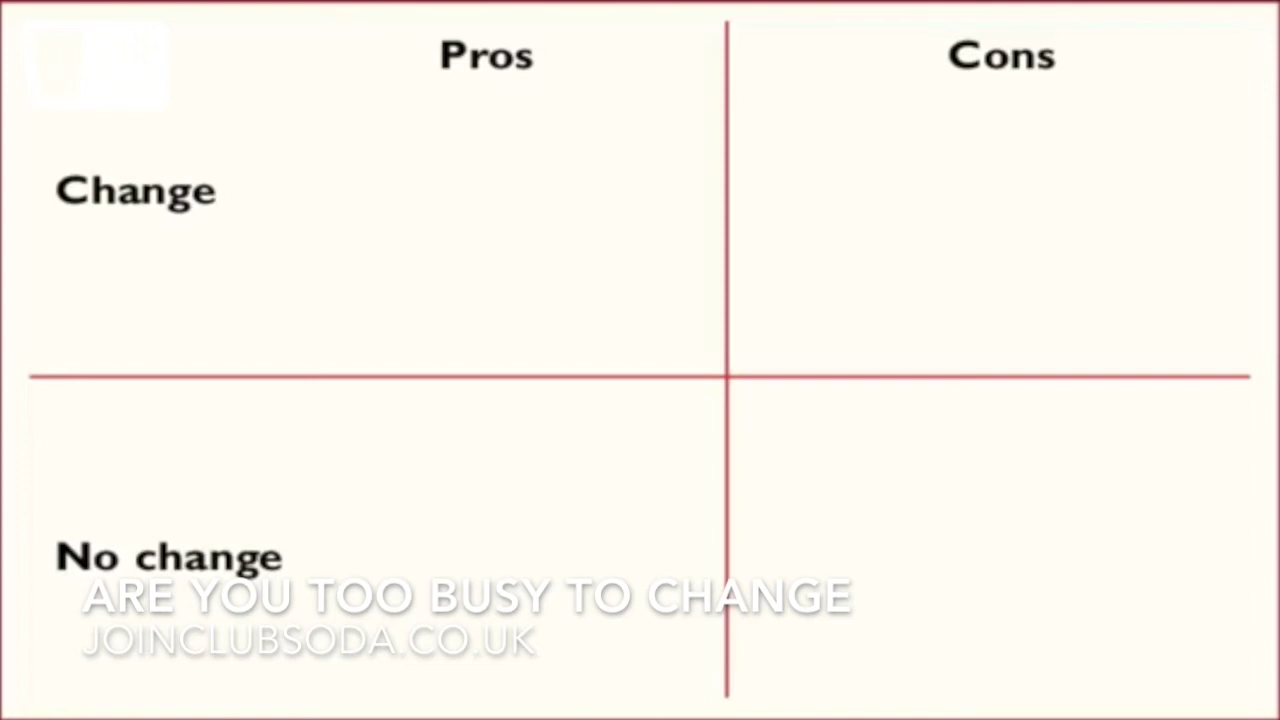 Pros Cons
Change
No change
ARE YOU TOO BUSY TO CHANGE
JOINCLUBSODA.CO.UK